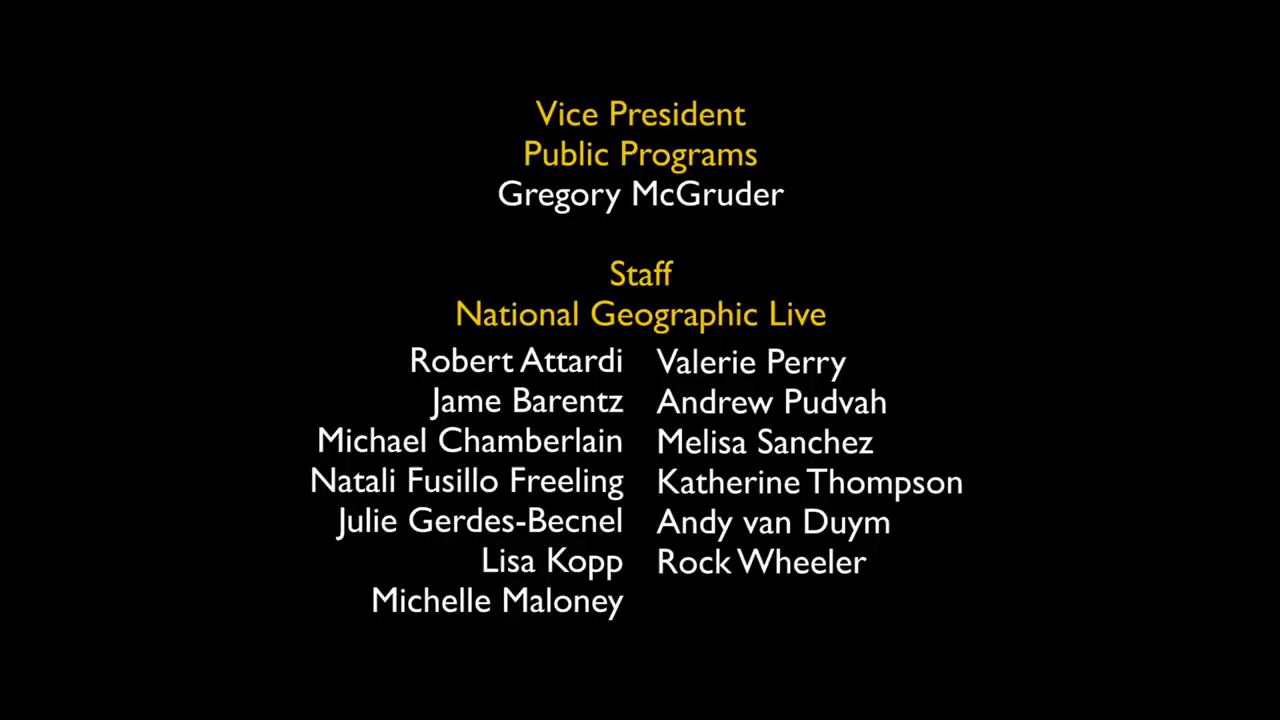 Vice President
Public Programs
Gregory McGruder
Staff
National Geographic Live
Robert Attardi
Jame Barentz
Michael Chamberlain
Natali Fusillo Freeling
Julie Gerdes-Becnel
Lisa Kopp
Michelle Maloney
Valerie Perry
Andrew Pudvah
Melisa Sanchez
Katherine Thompson
Andy van Duym
Rock Wheeler